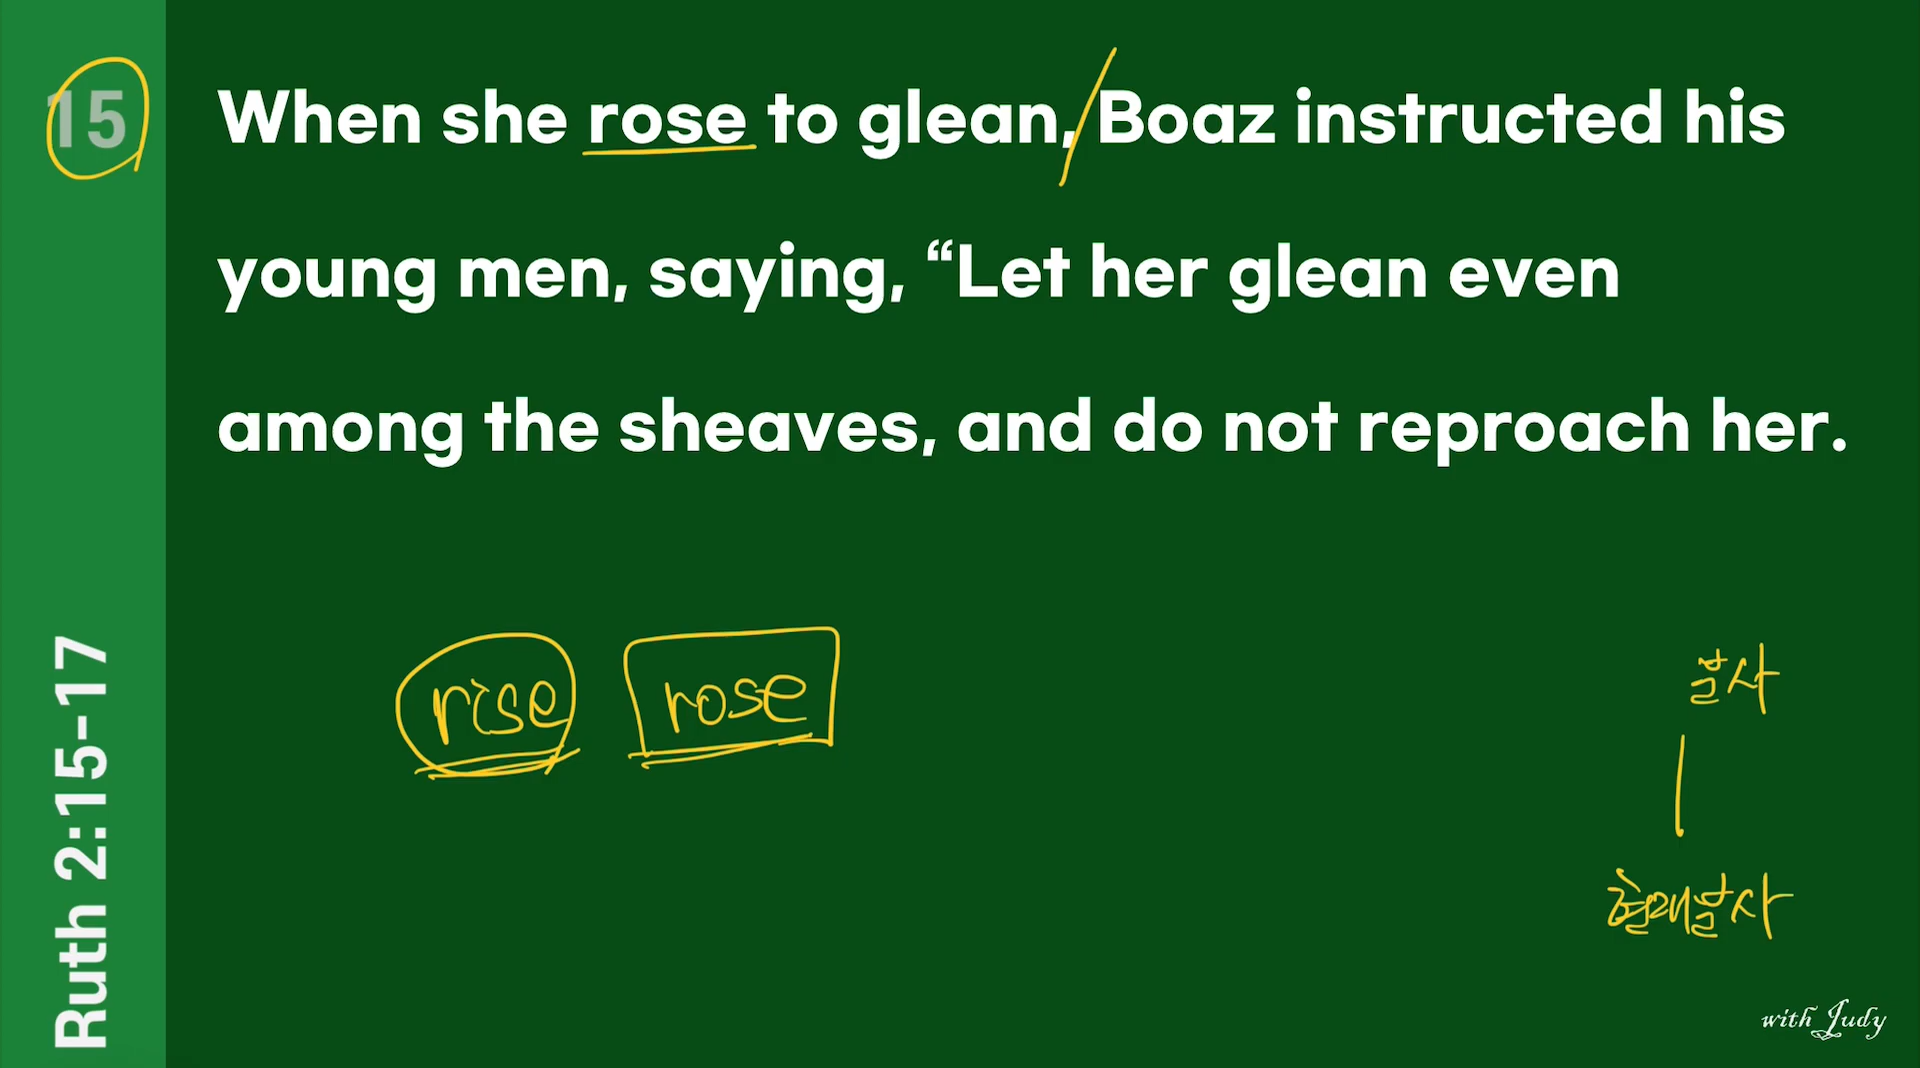 15
When she rose to glean, Boaz instructed his
young men, saying, “Let her glean even
among the sheaves, and do not reproach her.
rise rose
분사
현재분사
Ruth 2:15-17
with Judy